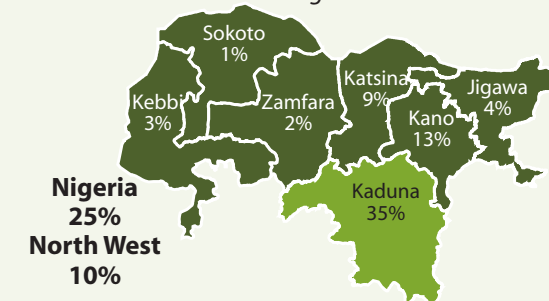 Sokoto
1%
Kebbi
3%
Zamfara
2%
Katsina
9%
Kano
13%
Jigawa
4%
Kaduna
35%
Nigeria
25%
North West
10%